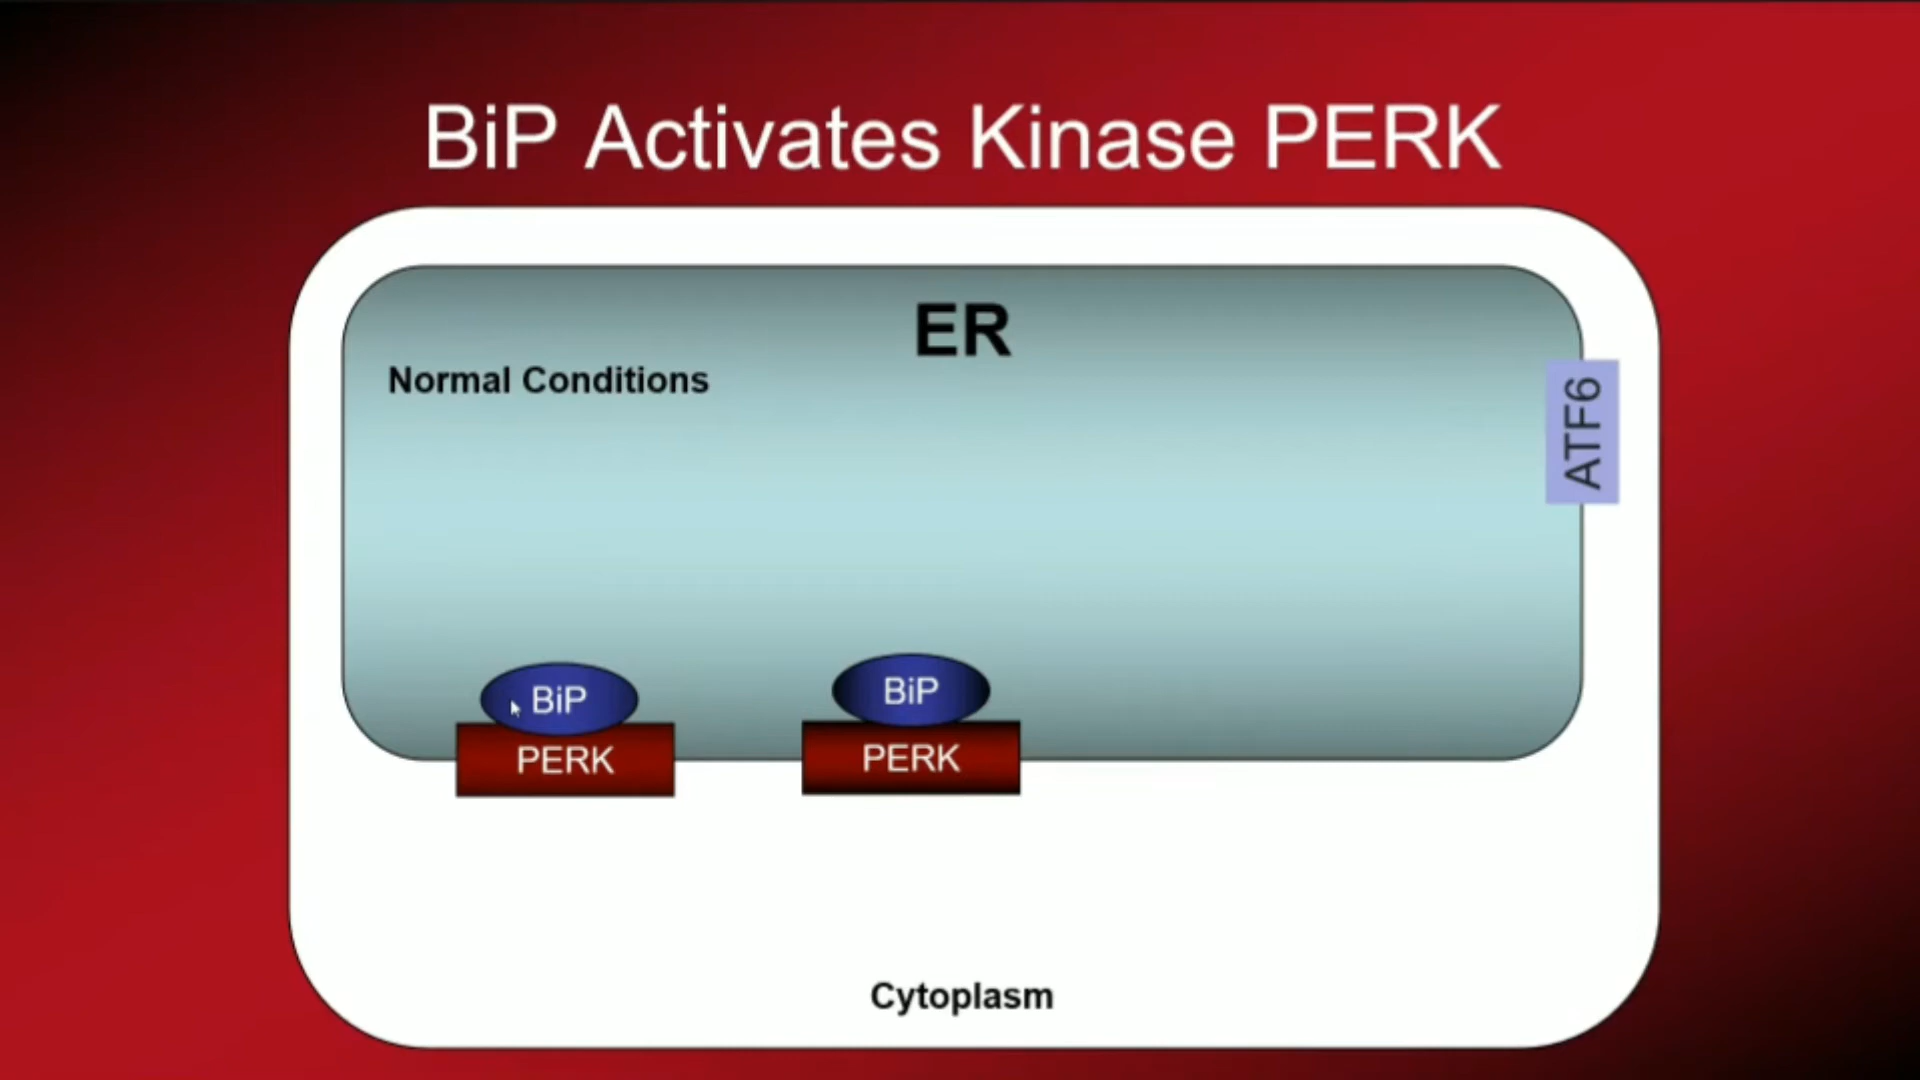 BiP Activates Kinase PERK
ER
Normal Conditions
ATF6
BiP
BiP
PERK
PERK
Cytoplasm